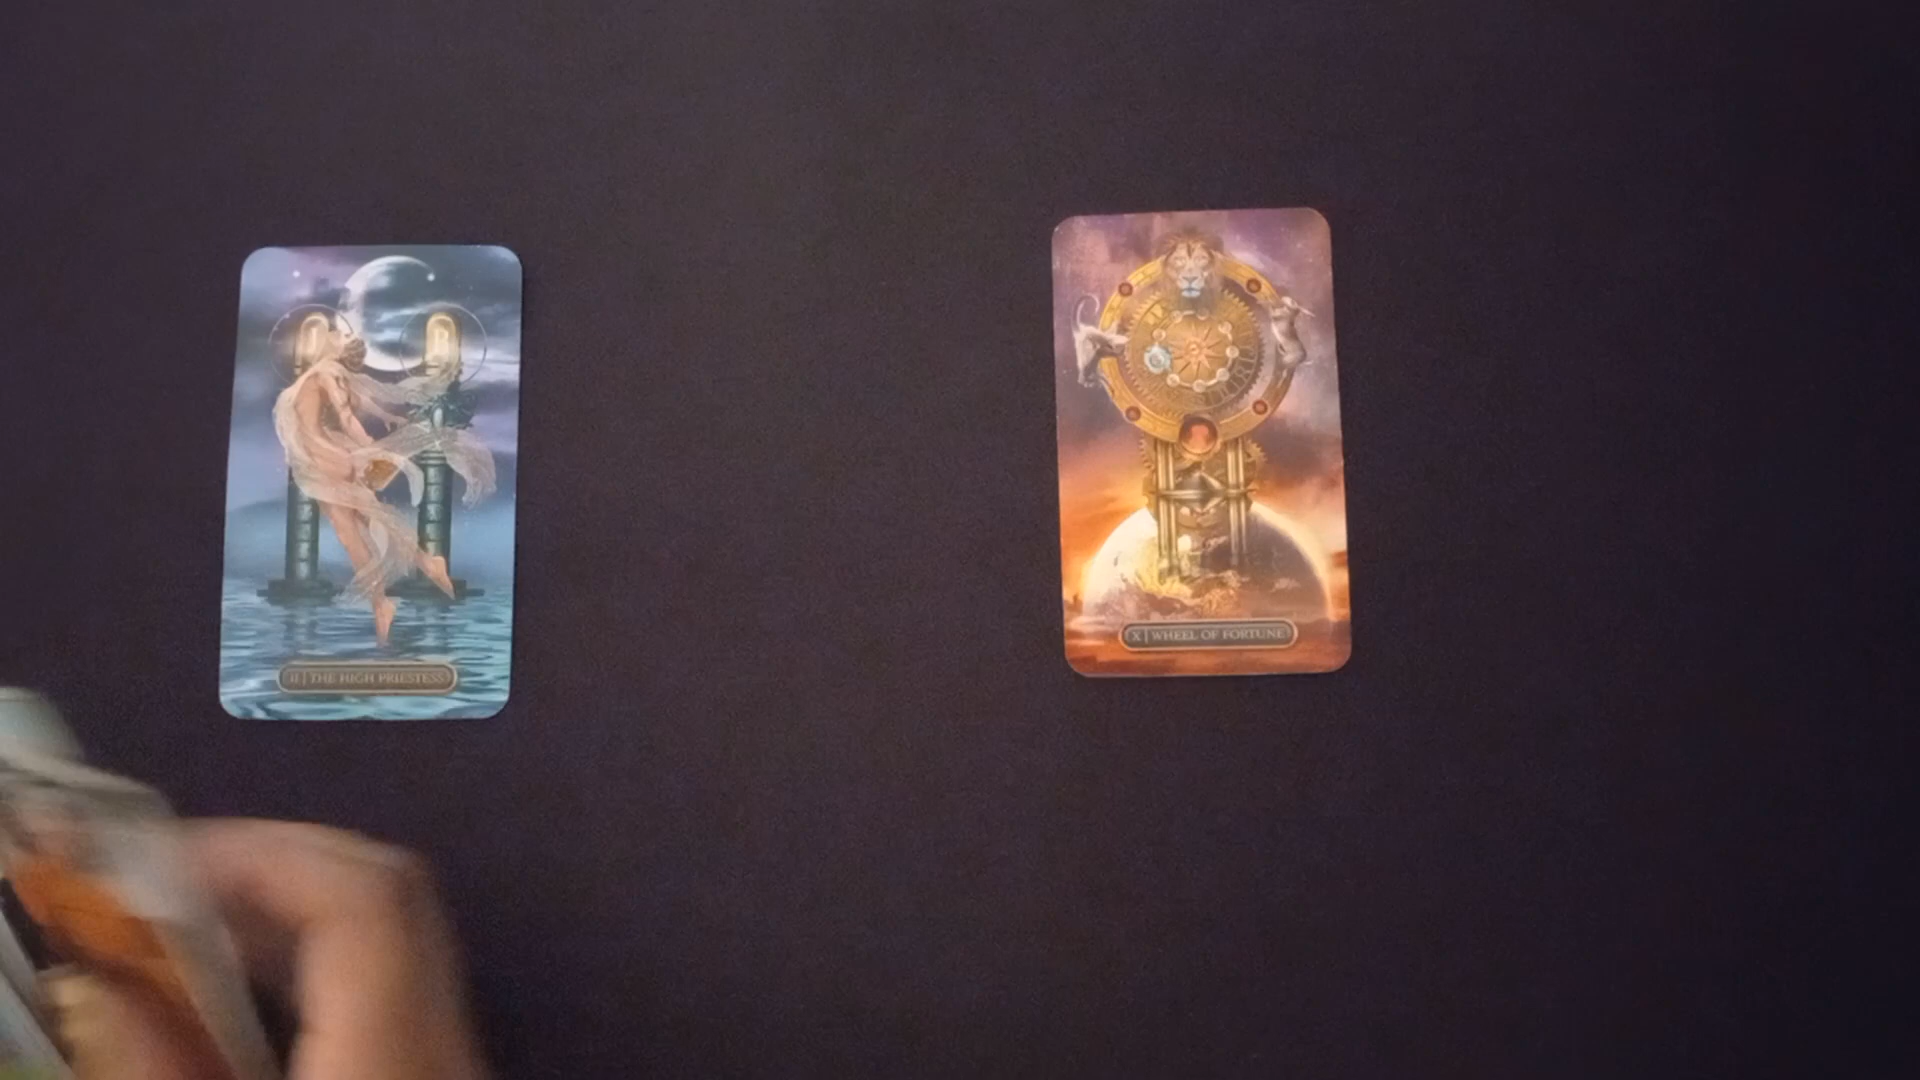 II | THE HIGH PRIESTESS
X | WHEEL OF FORTUNE